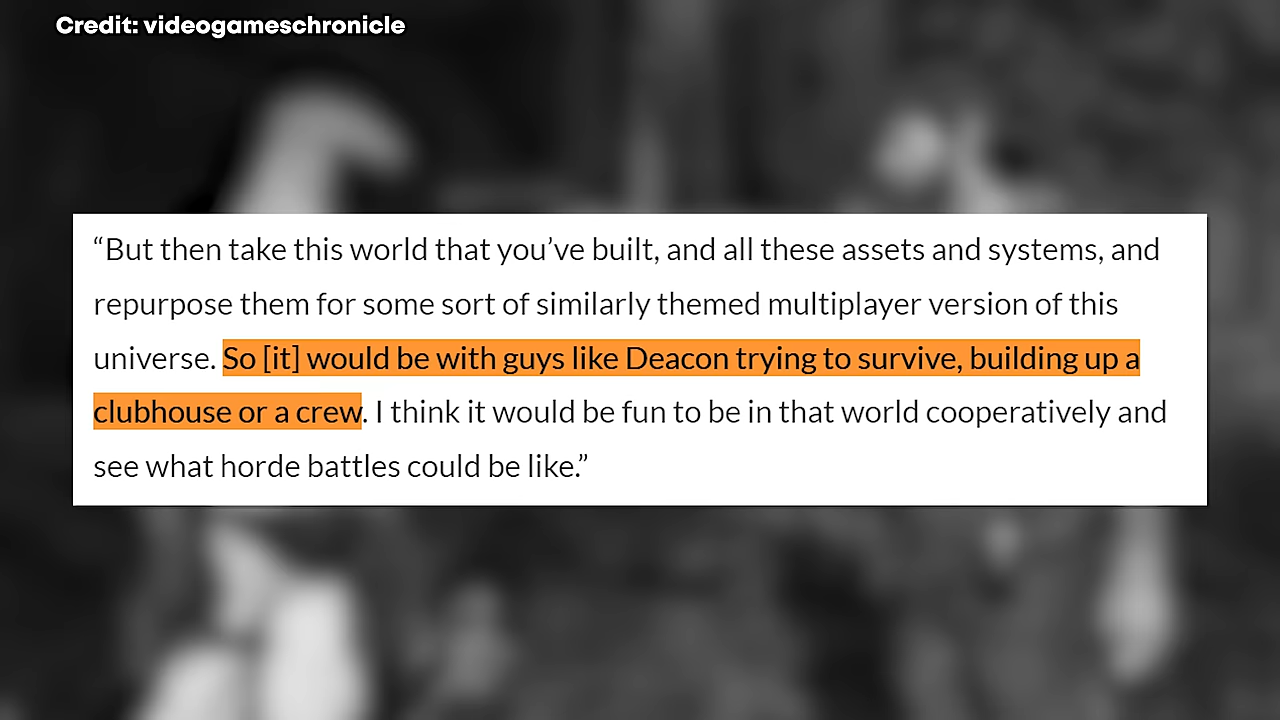 Credit: videogameschronicle
“But then take this world that you’ve built, and all these assets and systems, and
repurpose them for some sort of similarly themed multiplayer version of this
universe. So [it] would be with guys like Deacon trying to survive, building up a
clubhouse or a crew. I think it would be fun to be in that world cooperatively and
see what horde battles could be like.”